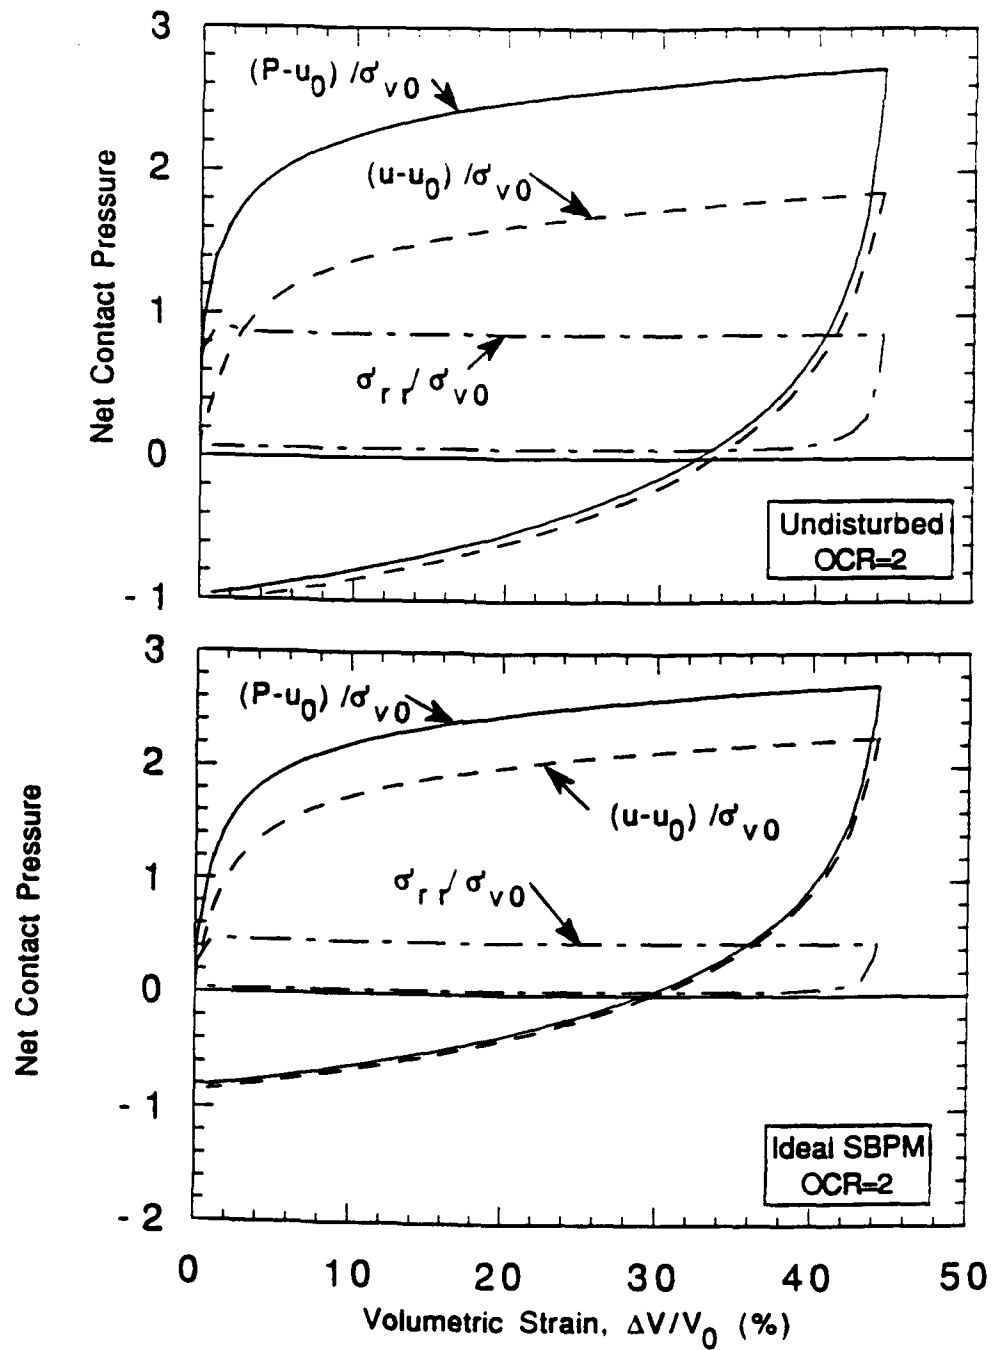 3
(P-u0) /σ'v0
2
(u-u0) /σ'v0
1
σ'rr/ σ'v0
0
Undisturbed
OCR=2
- 1
Net Contact Pressure
3
(P-u0) /σ'v0
2
(u-u0) /σ'v0
1
σ'rr/ σ'v0
0
- 1
Ideal SBPM
OCR=2
- 2
Net Contact Pressure
0 10 20 30 40 50
Volumetric Strain, ΔV/V0 (%)